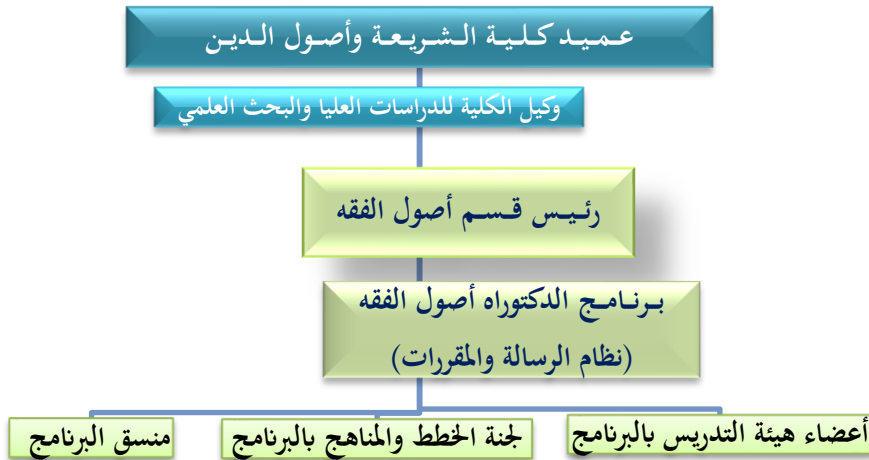 عميد كلية الشريعة وأصول الدين
وكيل الكلية للدراسات العليا والبحث العلمي
رئيس قسم أصول الفقه
برنامج الدكتوراه أصول الفقه
(نظام الرسالة والمقررات)
أعضاء هيئة التدريس بالبرنامج
لجنة الخطط والمناهج بالبرنامج
منسق البرنامج